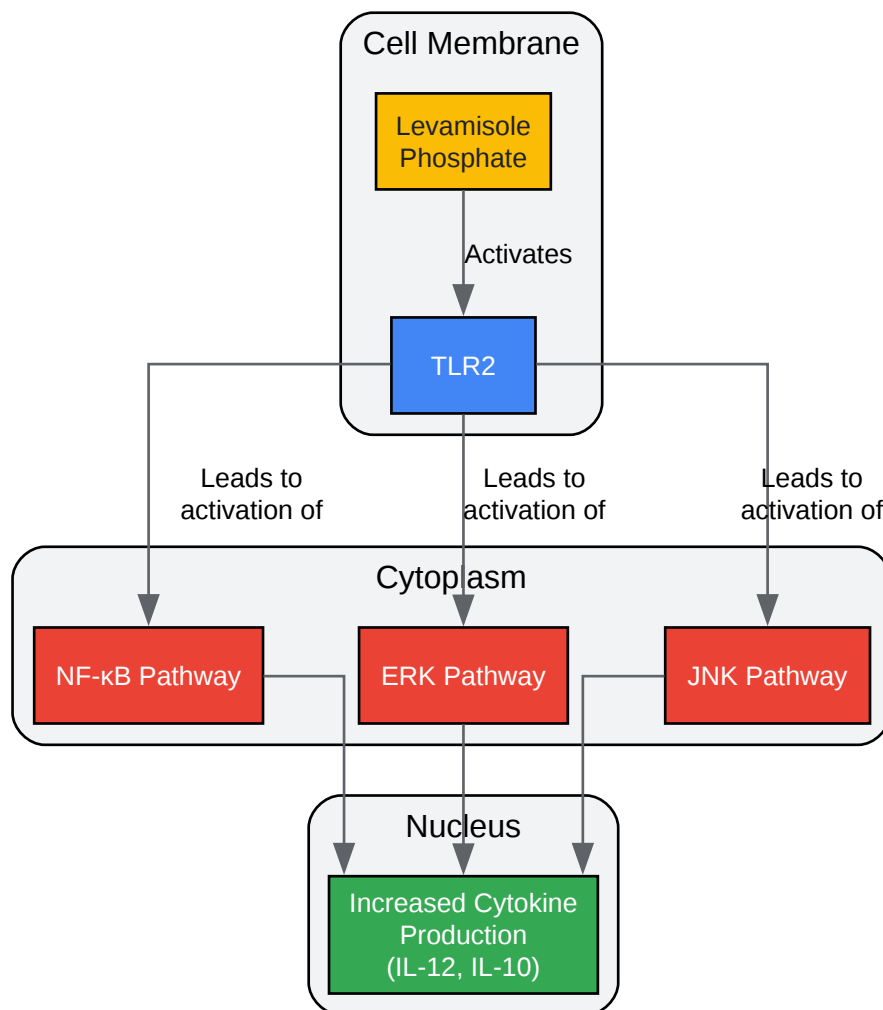 Cell Membrane
Levamisole
Phosphate
Activates
TLR2
Leads to
activation of
Leads to
activation of
Leads to
activation of
Cytoplasm
NF-κB Pathway
ERK Pathway
JNK Pathway
Nucleus
Increased Cytokine
Production
(IL-12, IL-10)